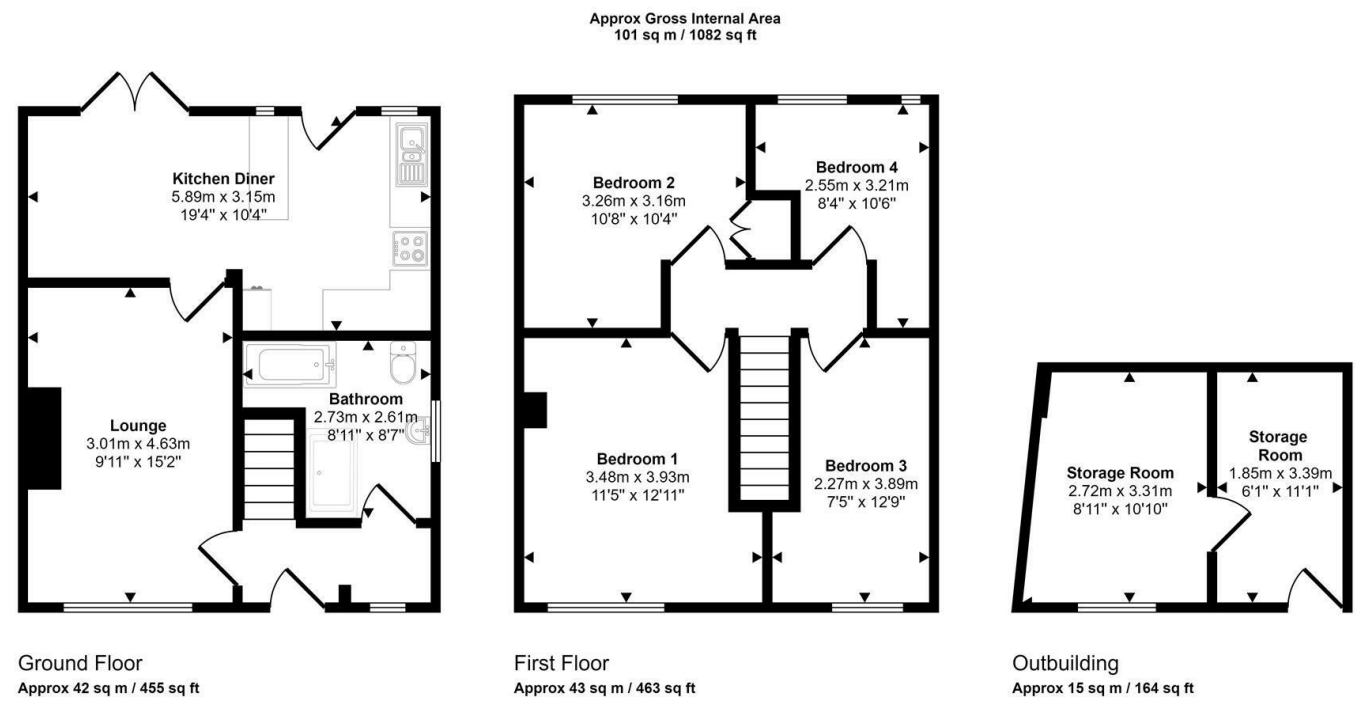 Approx Gross Internal Area
101 sq m / 1082 sq ft
Kitchen Diner
5.89m x 3.15m
19'4" x 10'4"
Lounge
3.01m x 4.63m
9'11" x 15'2"
Bathroom
2.73m x 2.61m
8'11" x 8'7"
Ground Floor
Approx 42 sq m / 455 sq ft
Bedroom 2
3.26m x 3.16m
10'8" x 10'4"
Bedroom 4
2.55m x 3.21m
8'4" x 10'6"
Bedroom 1
3.48m x 3.93m
11'5" x 12'11"
Bedroom 3
2.27m x 3.89m
7'5" x 12'9"
First Floor
Approx 43 sq m / 463 sq ft
Storage Room
2.72m x 3.31m
8'11" x 10'10"
Storage
Room
1.85m x 3.39m
6'1" x 11'1"
Outbuilding
Approx 15 sq m / 164 sq ft